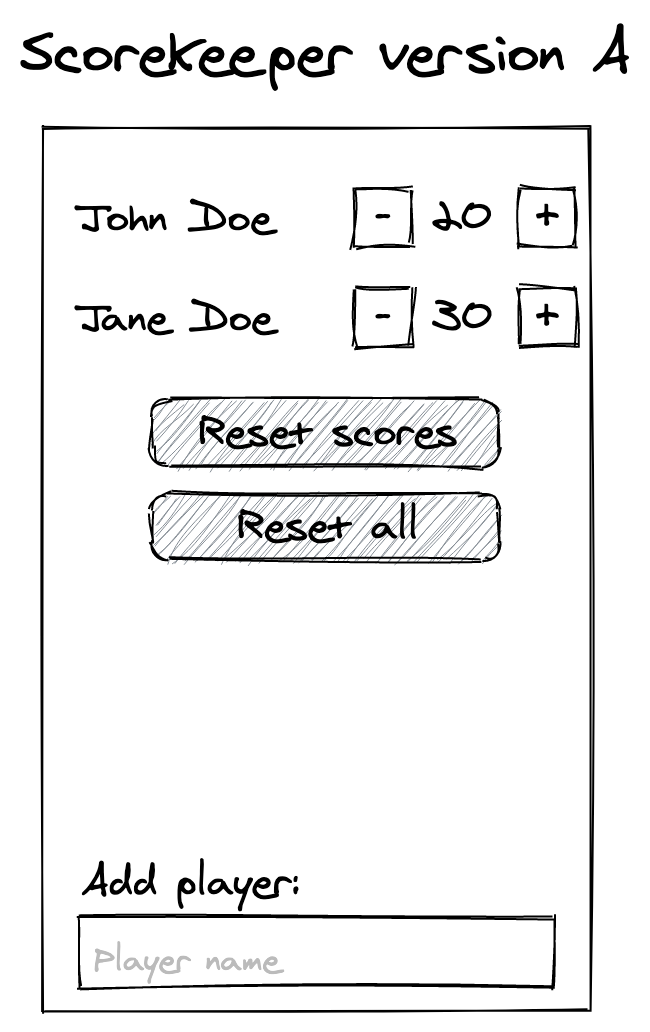 Scorekeeper version A
John Doe - 20 +
Jane Doe - 30 +
Reset scores
Reset all
Add player:
Player name